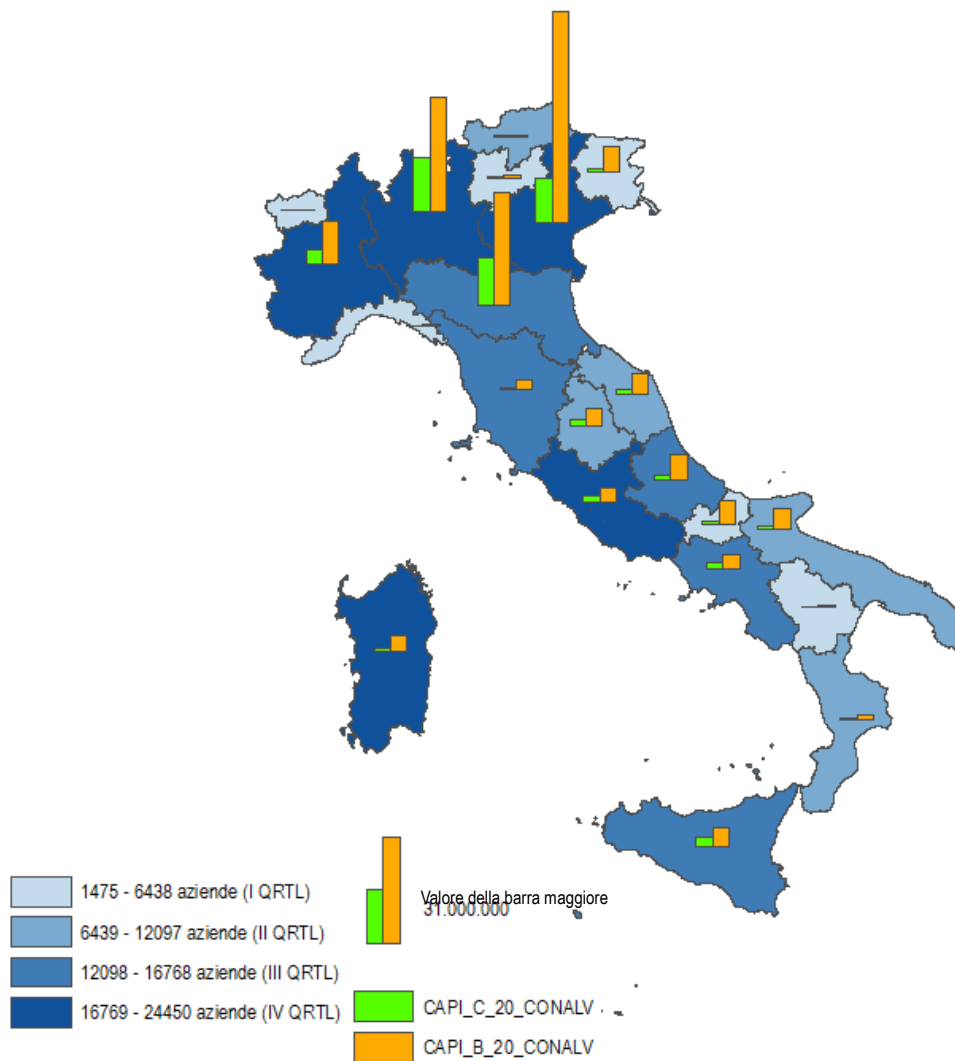 1475 - 6438 aziende (I QRTL)
6439 - 12097 aziende (II QRTL)
12098 - 16768 aziende (III QRTL)
16769 - 24450 aziende (IV QRTL)
Valore della barra maggiore
31.000.000
CAPI_C_20_CONALV
CAPI_B_20_CONALV